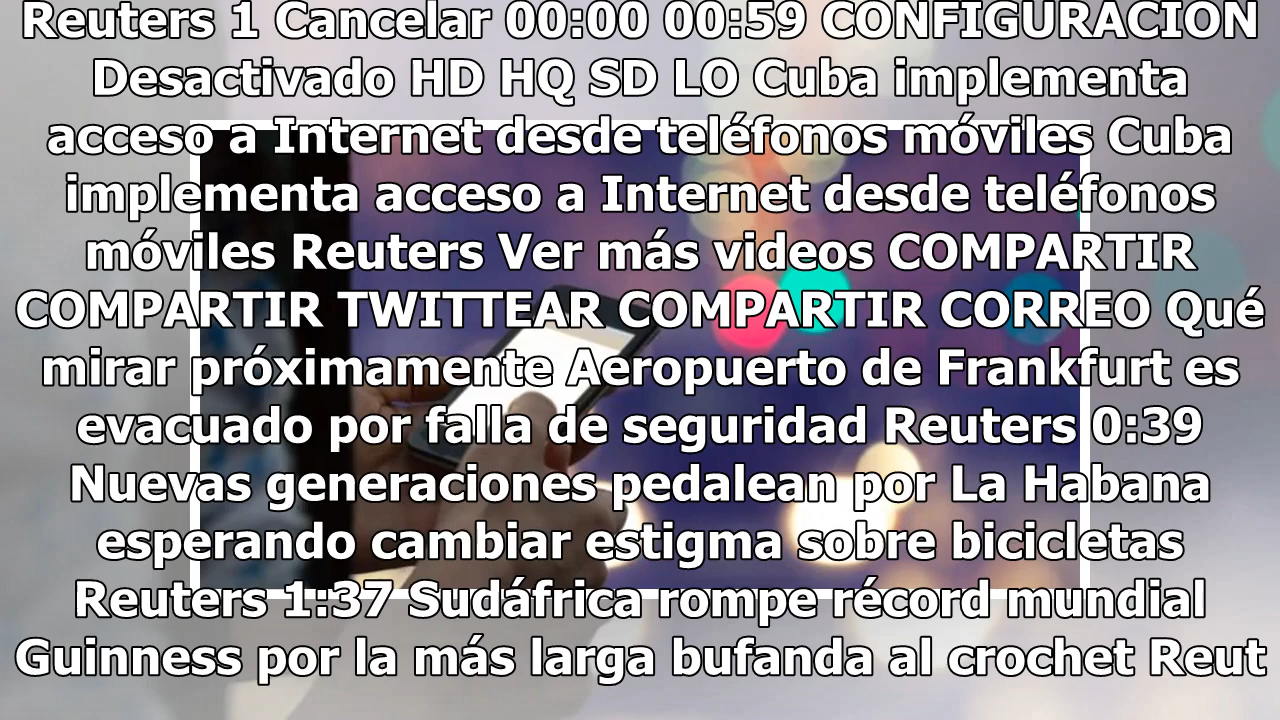 Reuters 1 Cancelar 00:00 00:59 CONFIGURACIÓN
Desactivado HD HQ SD LO Cuba implementa
acceso a Internet desde teléfonos móviles Cuba
implementa acceso a Internet desde teléfonos
móviles Reuters Ver más videos COMPARTIR
COMPARTIR TWITTEAR COMPARTIR CORREO Qué
mirar próximamente Aeropuerto de Frankfurt es
evacuado por falla de seguridad Reuters 0:39
Nuevas generaciones pedalean por La Habana
esperando cambiar estigma sobre bicicletas
Reuters 1:37 Sudáfrica rompe récord mundial
Guinness por la más larga bufanda al crochet Reut